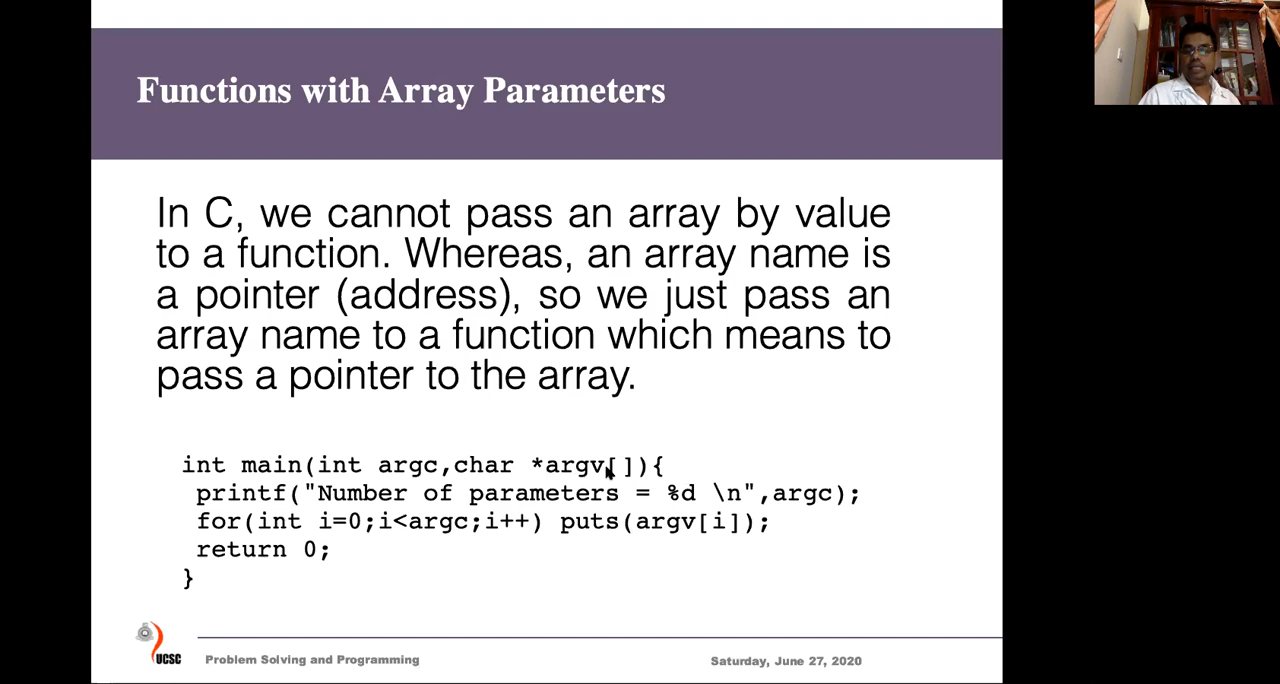 Functions with Array Parameters
In C, we cannot pass an array by value
to a function. Whereas, an array name is
a pointer (address), so we just pass an
array name to a function which means to
pass a pointer to the array.
int main(int argc,char *argv[]){
printf("Number of parameters = %d \n",argc);
for(int i=0;i<argc;i++) puts(argv[i]);
return 0;
}
UCSC
Problem Solving and Programming
Saturday, June 27, 2020